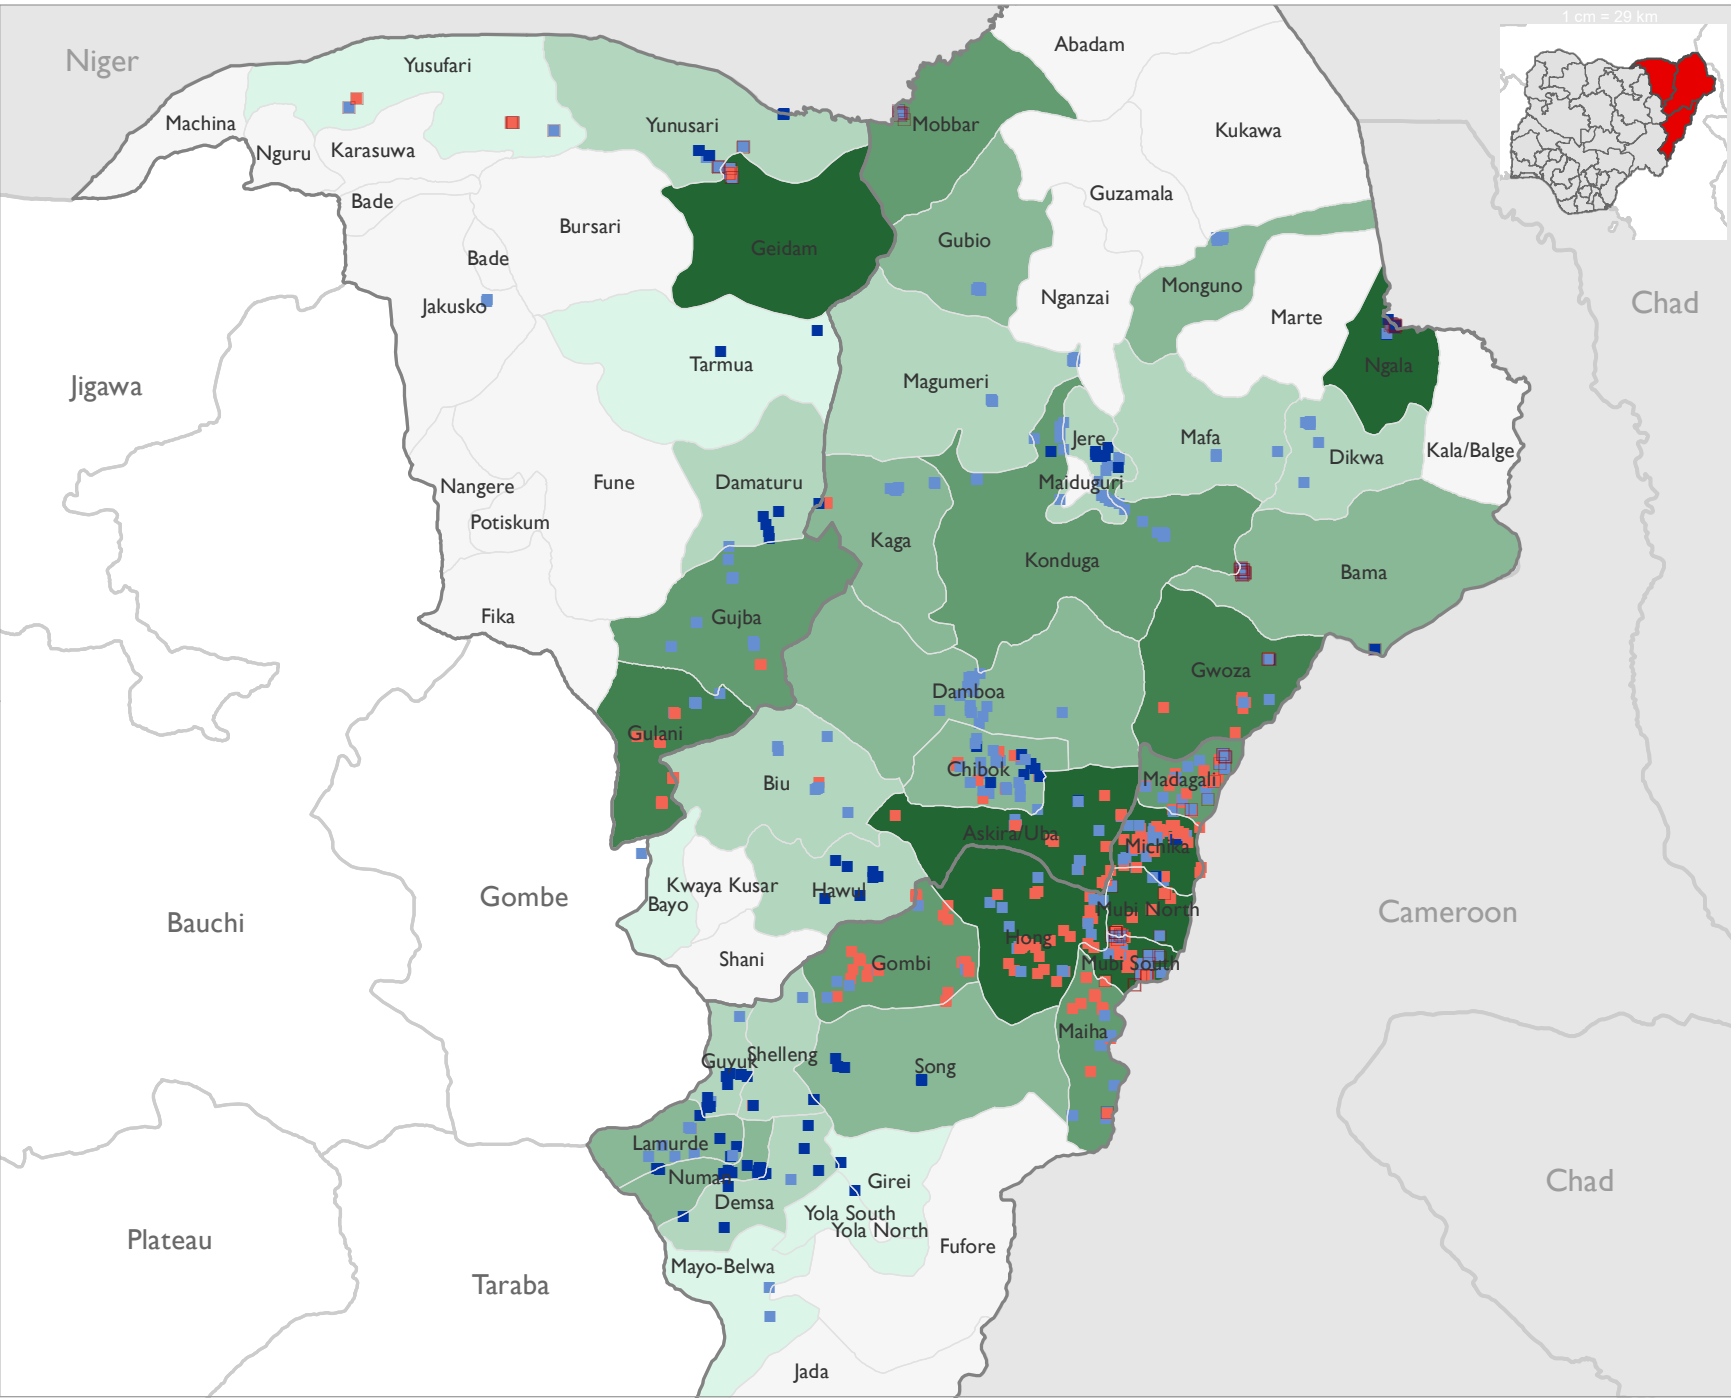 1 cm = 29 km
Niger
Abadam
Yusufari
Machina
Nguru
Karasuwa
Yunusari
Mobbar
Kukawa
Bade
Guzamala
Bursari
Geidam
Gubio
Bade
Jakusko
Nganzai
Monguno
Marte
Chad
Jigawa
Tarmua
Magumeri
Ngala
Jere
Mafa
Dikwa
Kala/Balge
Nangere
Fune
Damaturu
Maiduguri
Potiskum
Kaga
Konduga
Bama
Fika
Gujba
Gwoza
Damboa
Gulani
Biu
Chibok
Madagali
Askira/Uba
Michika
Gombe
Kwaya Kusar
Hawul
Bayo
Mubi North
Cameroon
Bauchi
Hong
Shani
Gombi
Mubi South
Maiha
Guyuk
Shelleng
Song
Lamurde
Numan
Girei
Chad
Demsa
Yola South
Yola North
Plateau
Fufore
Mayo-Belwa
Taraba
Jada